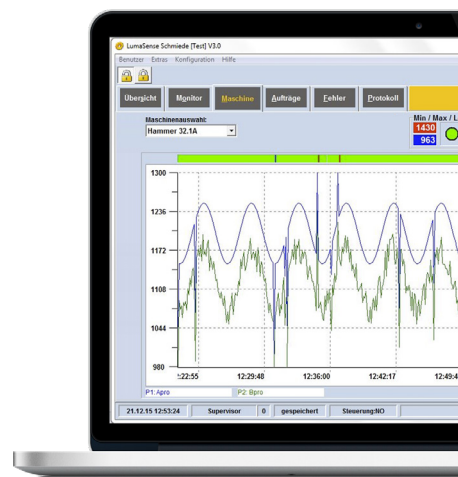 LumaSense Schmiede [Test] V3.0
Benutzer Extras Konfiguration Hilfe
Übersicht Monitor Maschine Aufträge Fehler Protokoll
Maschinenauswahl:
Hammer 32.1A
Min / Max / L
1430
963
1300
1236
1172
1108
1044
980
:22:55 12:29:48 12:36:00 12:42:17 12:49:4
P1: Apro P2: Bpro
21.12.15 12:53:24 Supervisor 0 gespeichert Steuerung:NO